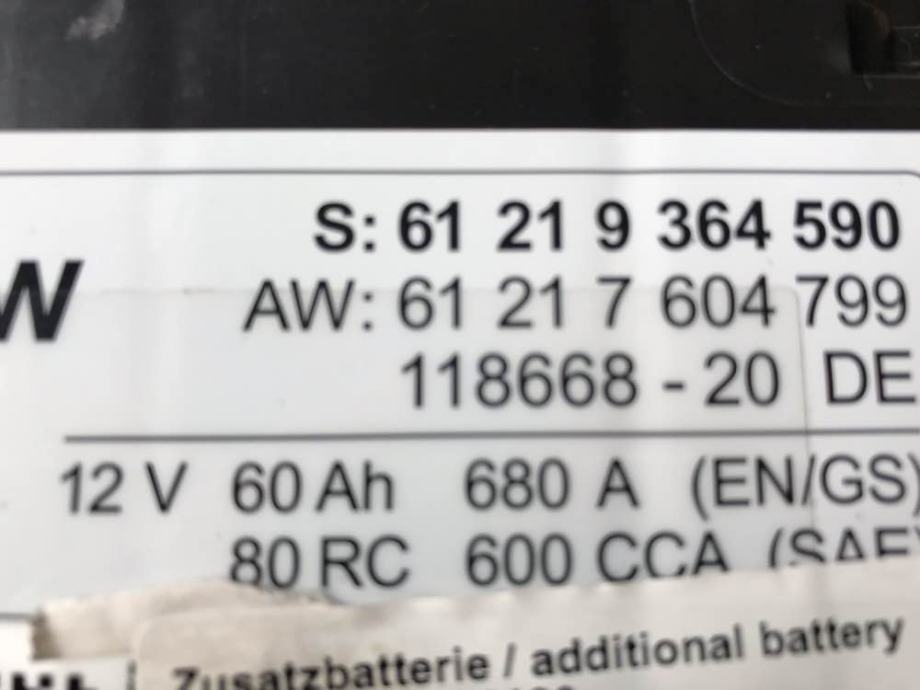 S: 61 21 9 364 590
W
AW: 61 21 7 604 799
118668 - 20 DE
12 V 60 Ah 680 A (EN/GS)
80 RC 600 CCA (SAE)
Zusatzbatterie / additional battery